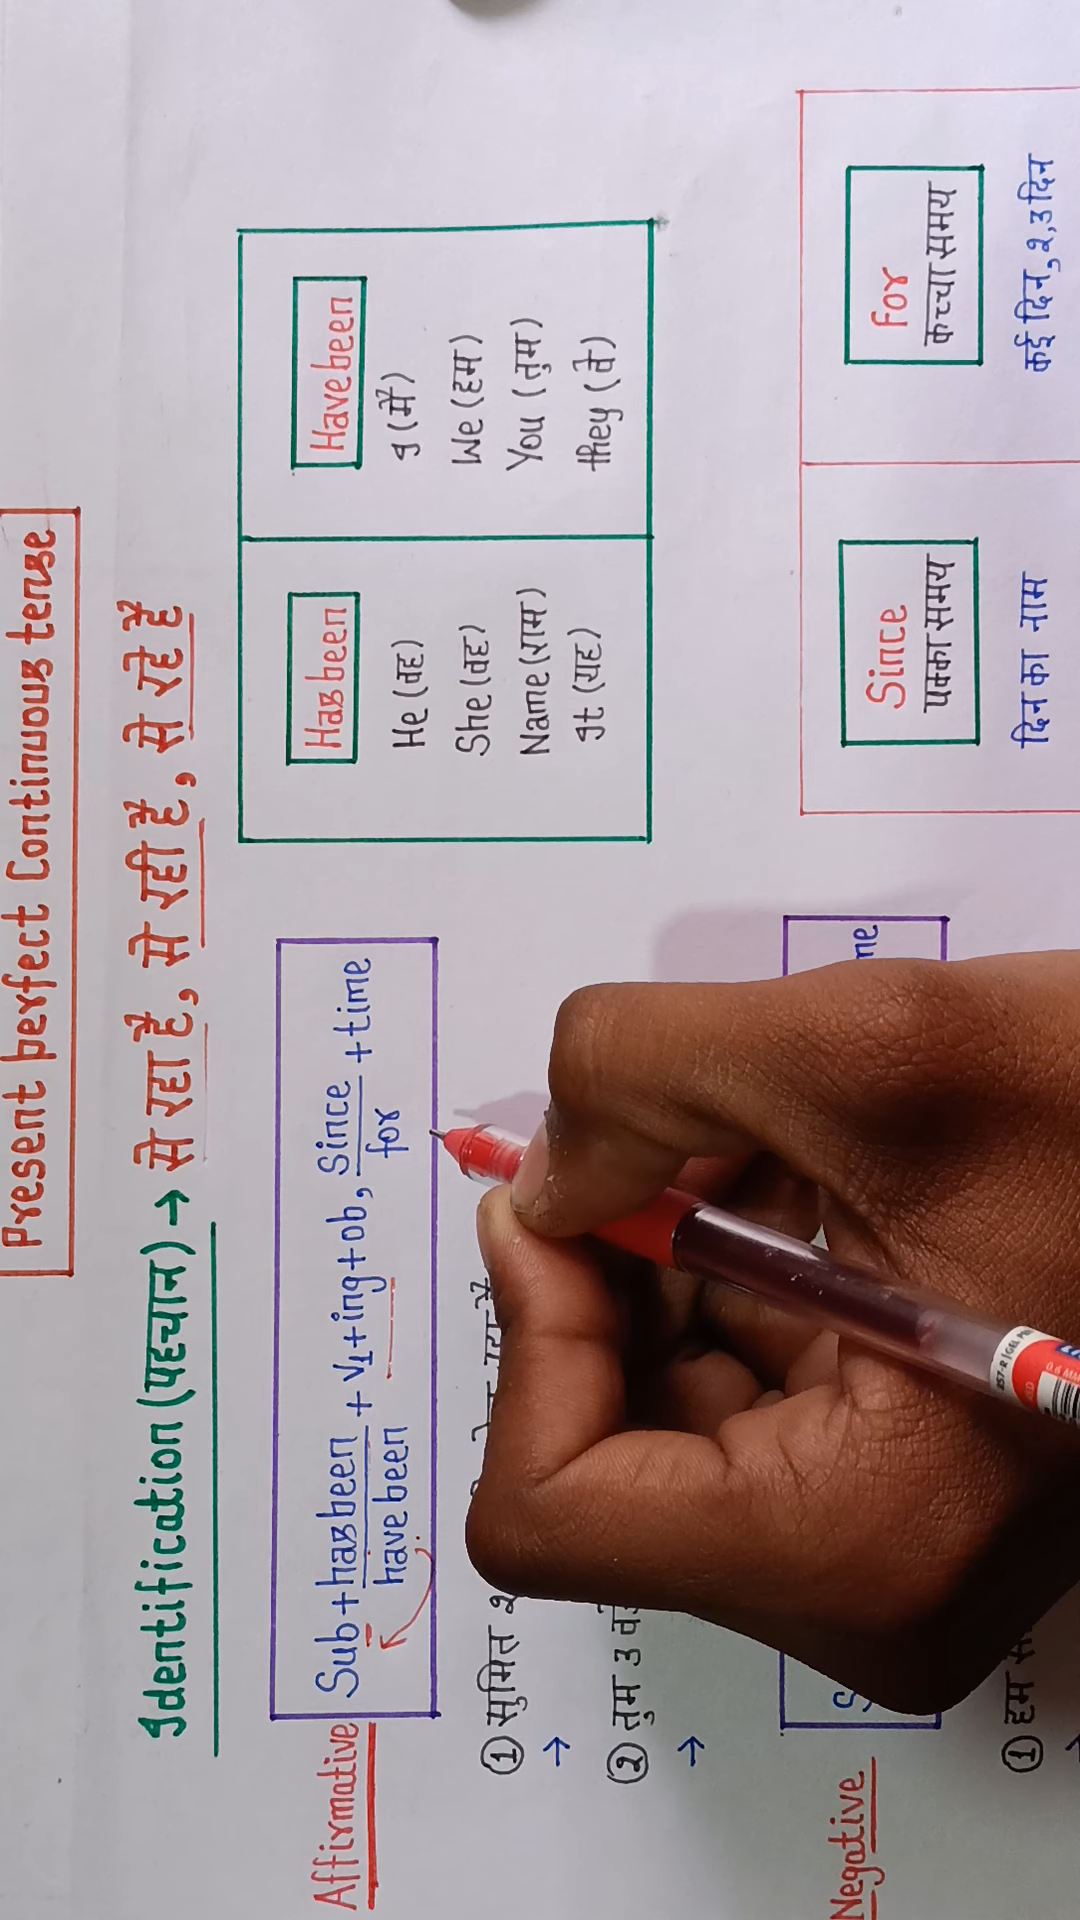 Present perfect Continuous tense
Identification (पहचान) → से रहा है, से रही है, से रहे हैं
Affirmative
Sub + has been + V1 + ing + ob, Since + time
have been
for
Has been
He (वह)
She (वह)
Name (राम)
It (यह)
Have been
I (मैं)
We (हम)
You (तुम)
they (वे)
① सुमित 2
→
② तुम 3
→
Negative
me
Since
पक्का समय
दिन का नाम
for
कच्चा समय
कई दिन, 2, 3 दिन
① हम